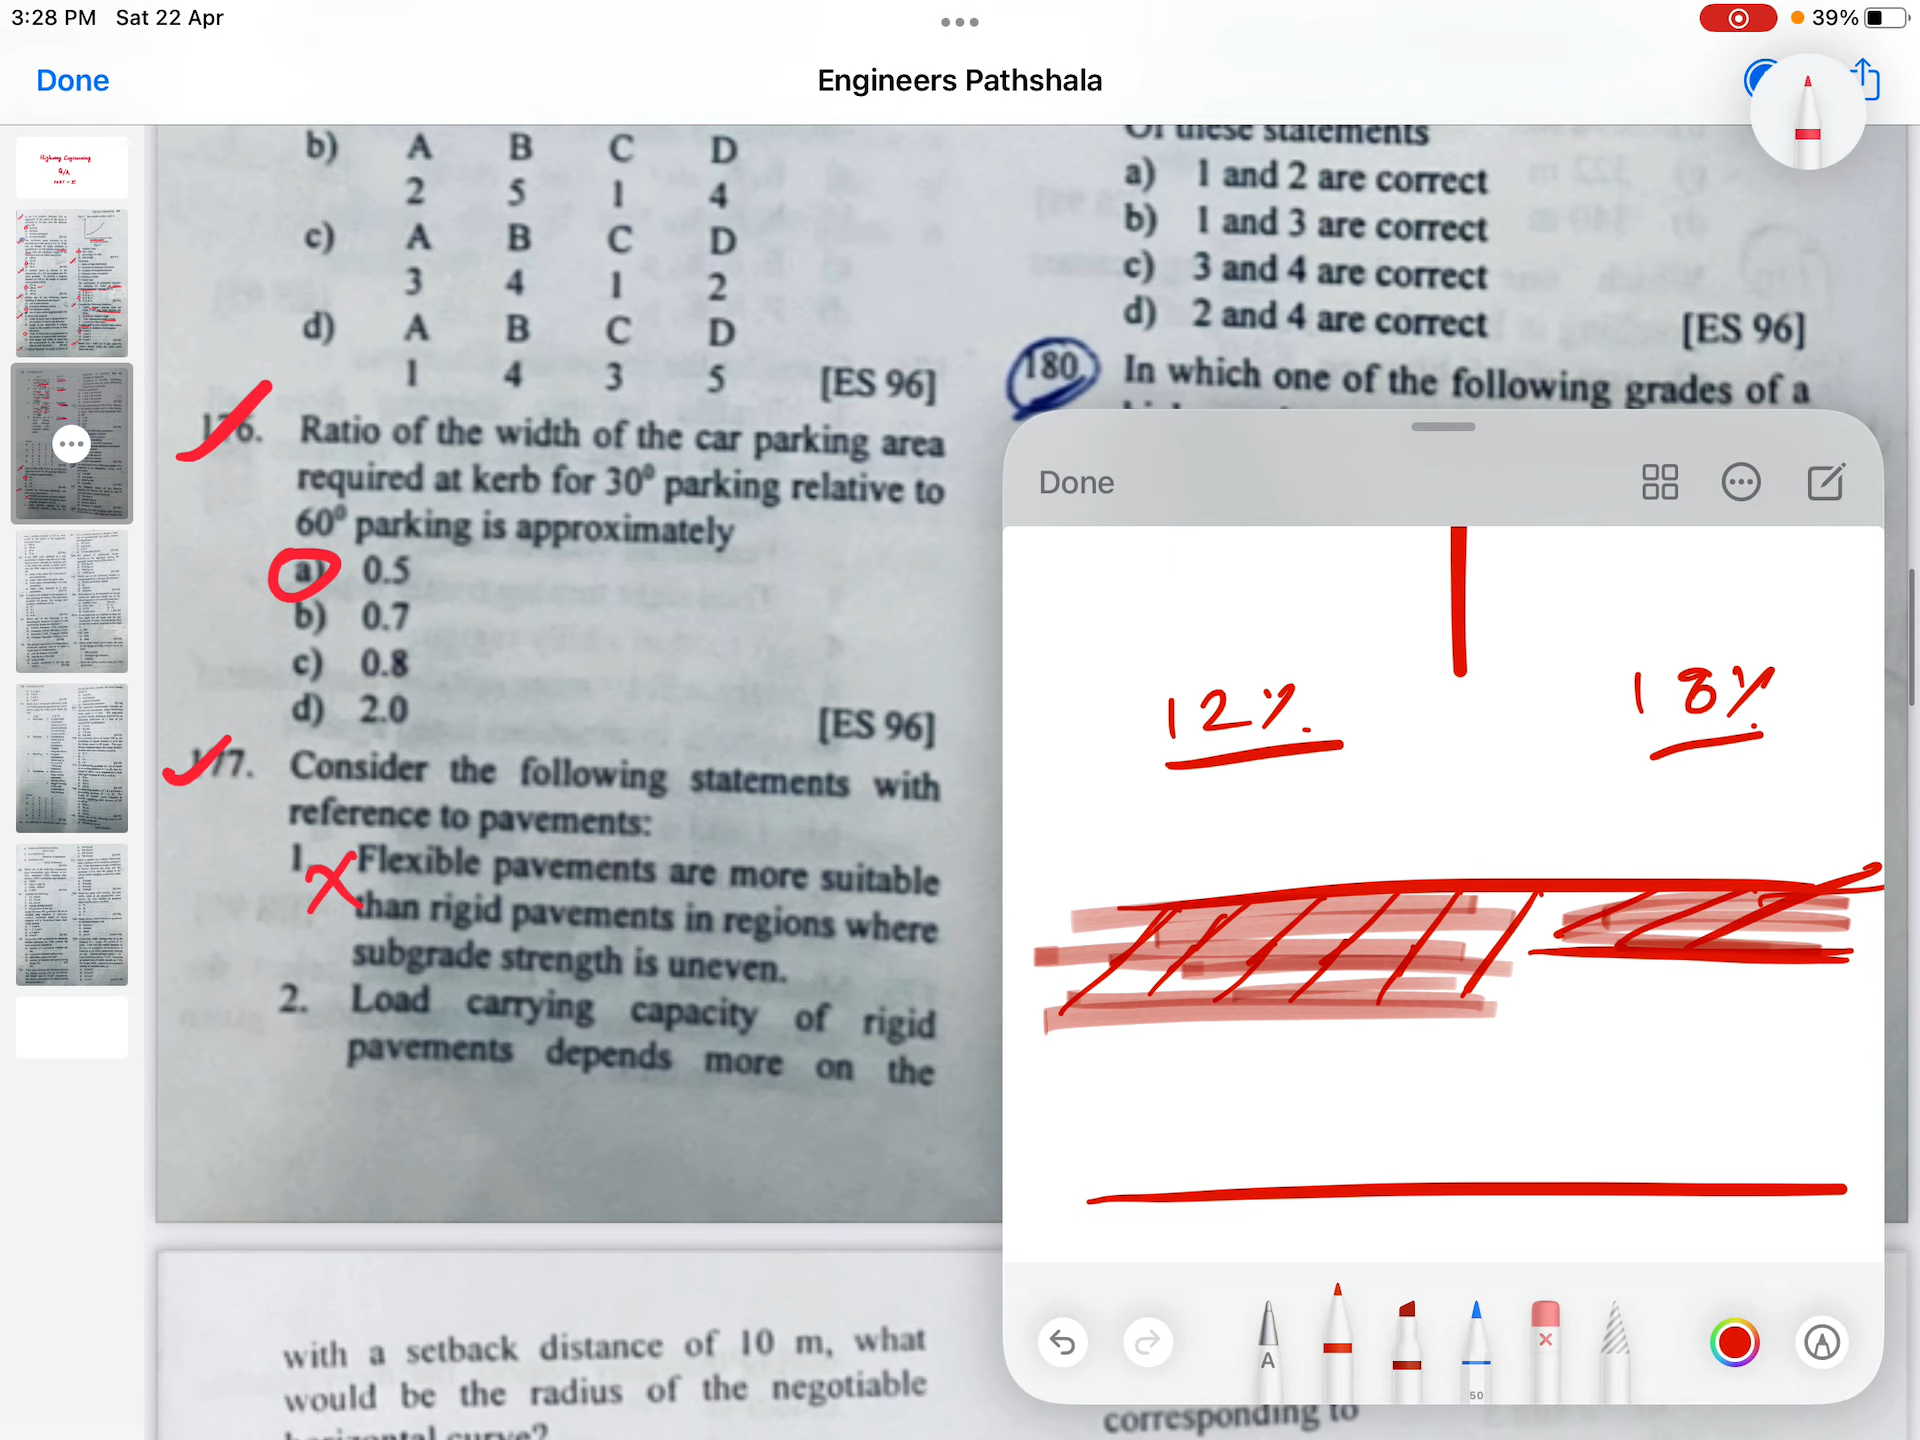 3:28 PM Sat 22 Apr
39%
Done
Engineers Pathshala
b) A B C D
2 5 1 4
c) A B C D
3 4 1 2
d) A B C D
1 4 3 5 [ES 96]
176. Ratio of the width of the car parking area
required at kerb for 30⁰ parking relative to
60⁰ parking is approximately
a) 0.5
b) 0.7
c) 0.8
d) 2.0
[ES 96]
177. Consider the following statements with
reference to pavements:
1. Flexible pavements are more suitable
than rigid pavements in regions where
subgrade strength is uneven.
2. Load carrying capacity of rigid
pavements depends more on the
with a setback distance of 10 m, what
would be the radius of the negotiable
horizontal curve?
Of these statements
a) 1 and 2 are correct
b) 1 and 3 are correct
c) 3 and 4 are correct
d) 2 and 4 are correct
[ES 96]
180. In which one of the following grades of a
Done
12%
18%
A
50
corresponding to